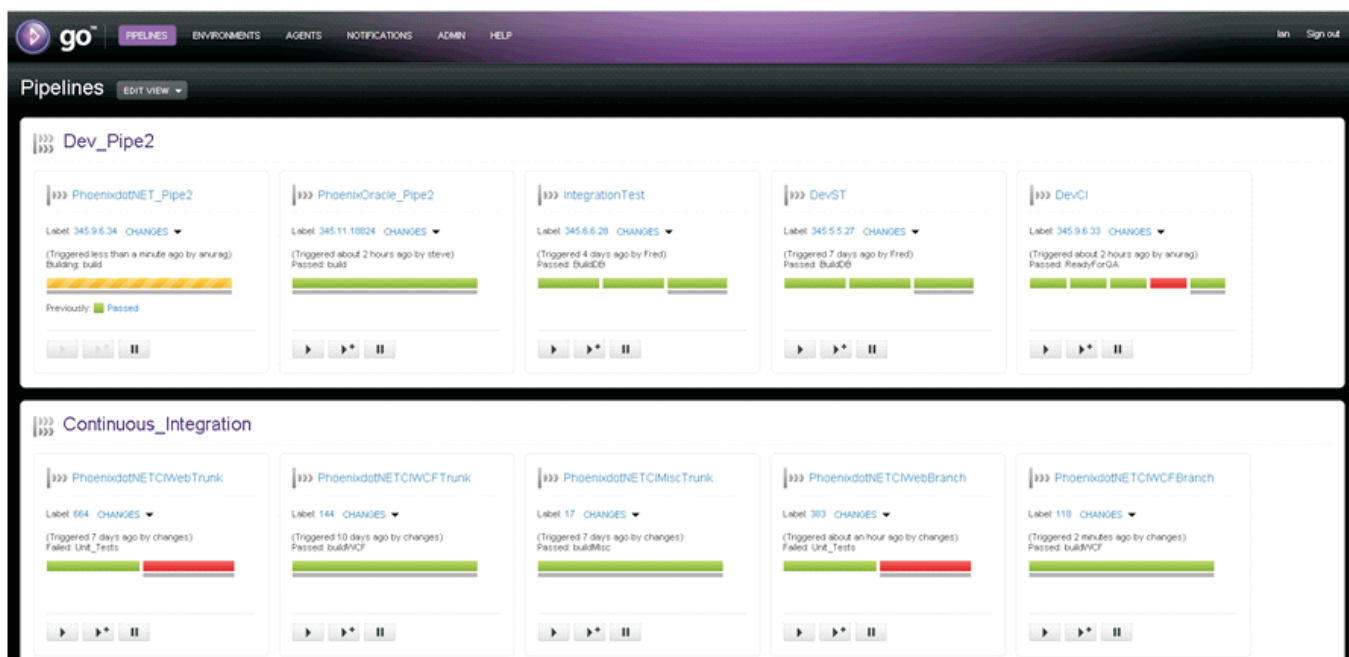 go™ PIPELINES ENVIRONMENTS AGENTS NOTIFICATIONS ADMIN HELP Ian Sign out
Pipelines EDIT VIEW
Dev_Pipe2
PhoenixdotNET_Pipe2
Label: 345.9.6.34 CHANGES
(Triggered less than a minute ago by anurag)
Building: build
Previously: Passed
PhoenixOracle_Pipe2
Label: 345.11.18824 CHANGES
(Triggered about 2 hours ago by steve)
Passed: build
IntegrationTest
Label: 345.6.6.28 CHANGES
(Triggered 4 days ago by Fred)
Passed: BuildDB
DevST
Label: 345.5.5.27 CHANGES
(Triggered 7 days ago by Fred)
Passed: BuildDB
DevCI
Label: 345.9.6.33 CHANGES
(Triggered about 2 hours ago by anurag)
Passed: ReadyForQA
Continuous_Integration
PhoenixdotNETCIWebTrunk
Label: 664 CHANGES
(Triggered 7 days ago by changes)
Failed: Unit_Tests
PhoenixdotNETCIWCFTrunk
Label: 144 CHANGES
(Triggered 10 days ago by changes)
Passed: buildWCF
PhoenixdotNETCIMiscTrunk
Label: 17 CHANGES
(Triggered 7 days ago by changes)
Passed: buildMisc
PhoenixdotNETCIWebBranch
Label: 383 CHANGES
(Triggered about an hour ago by changes)
Failed: Unit_Tests
PhoenixdotNETCIWCFBranch
Label: 118 CHANGES
(Triggered 2 minutes ago by changes)
Passed: buildWCF